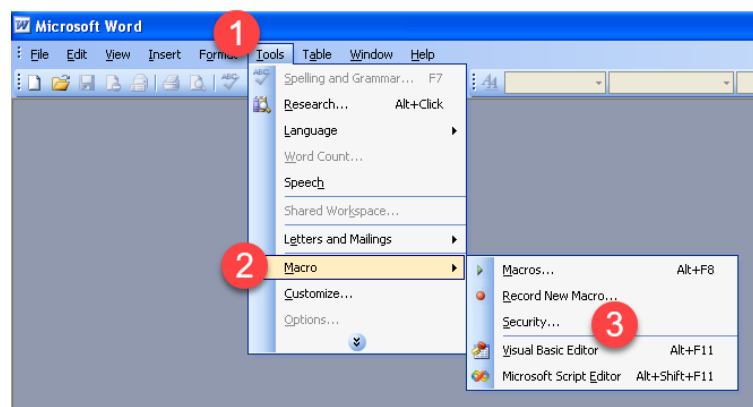 Microsoft Word
1
File Edit View Insert Format Tools Table Window Help
Spelling and Grammar... F7
Research... Alt+Click
Language
Word Count...
Speech
Shared Workspace...
Letters and Mailings
2
Macro
Customize...
Options...
Macros... Alt+F8
Record New Macro...
Security...
3
Visual Basic Editor Alt+F11
Microsoft Script Editor Alt+Shift+F11